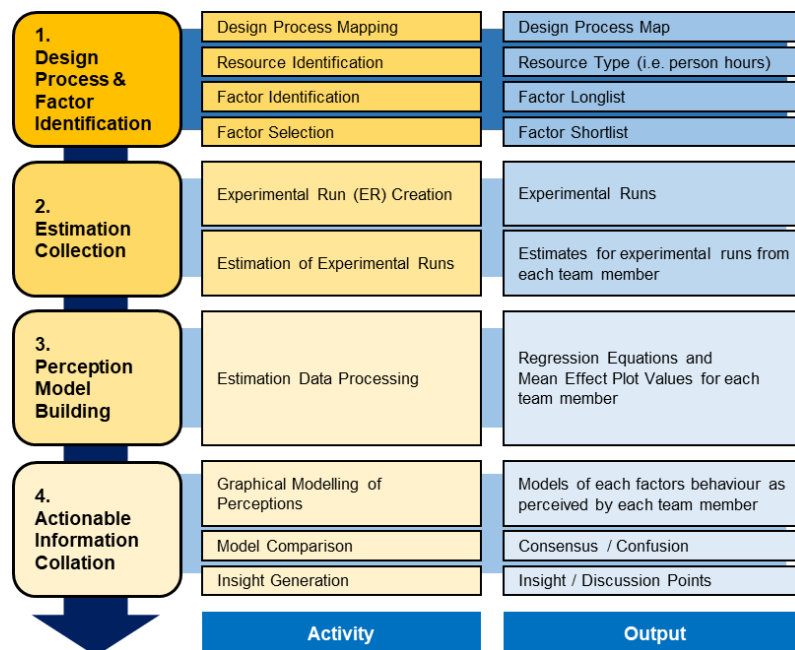 1.
Design
Process &
Factor
Identification
Design Process Mapping
Design Process Map
Resource Identification
Resource Type (i.e. person hours)
Factor Identification
Factor Longlist
Factor Selection
Factor Shortlist
2.
Estimation
Collection
Experimental Run (ER) Creation
Experimental Runs
Estimation of Experimental Runs
Estimates for experimental runs from
each team member
3.
Perception
Model
Building
Estimation Data Processing
Regression Equations and
Mean Effect Plot Values for each
team member
4.
Actionable
Information
Collation
Graphical Modelling of
Perceptions
Models of each factors behaviour as
perceived by each team member
Model Comparison
Consensus / Confusion
Insight Generation
Insight / Discussion Points
Activity
Output